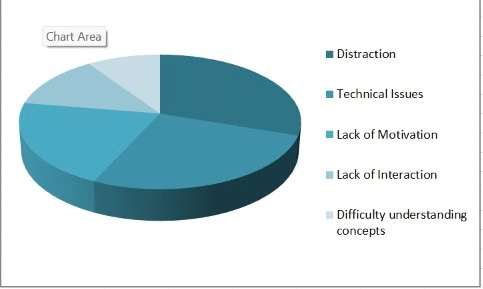 Chart Area
Distraction
Technical Issues
Lack of Motivation
Lack of Interaction
Difficulty understanding
concepts